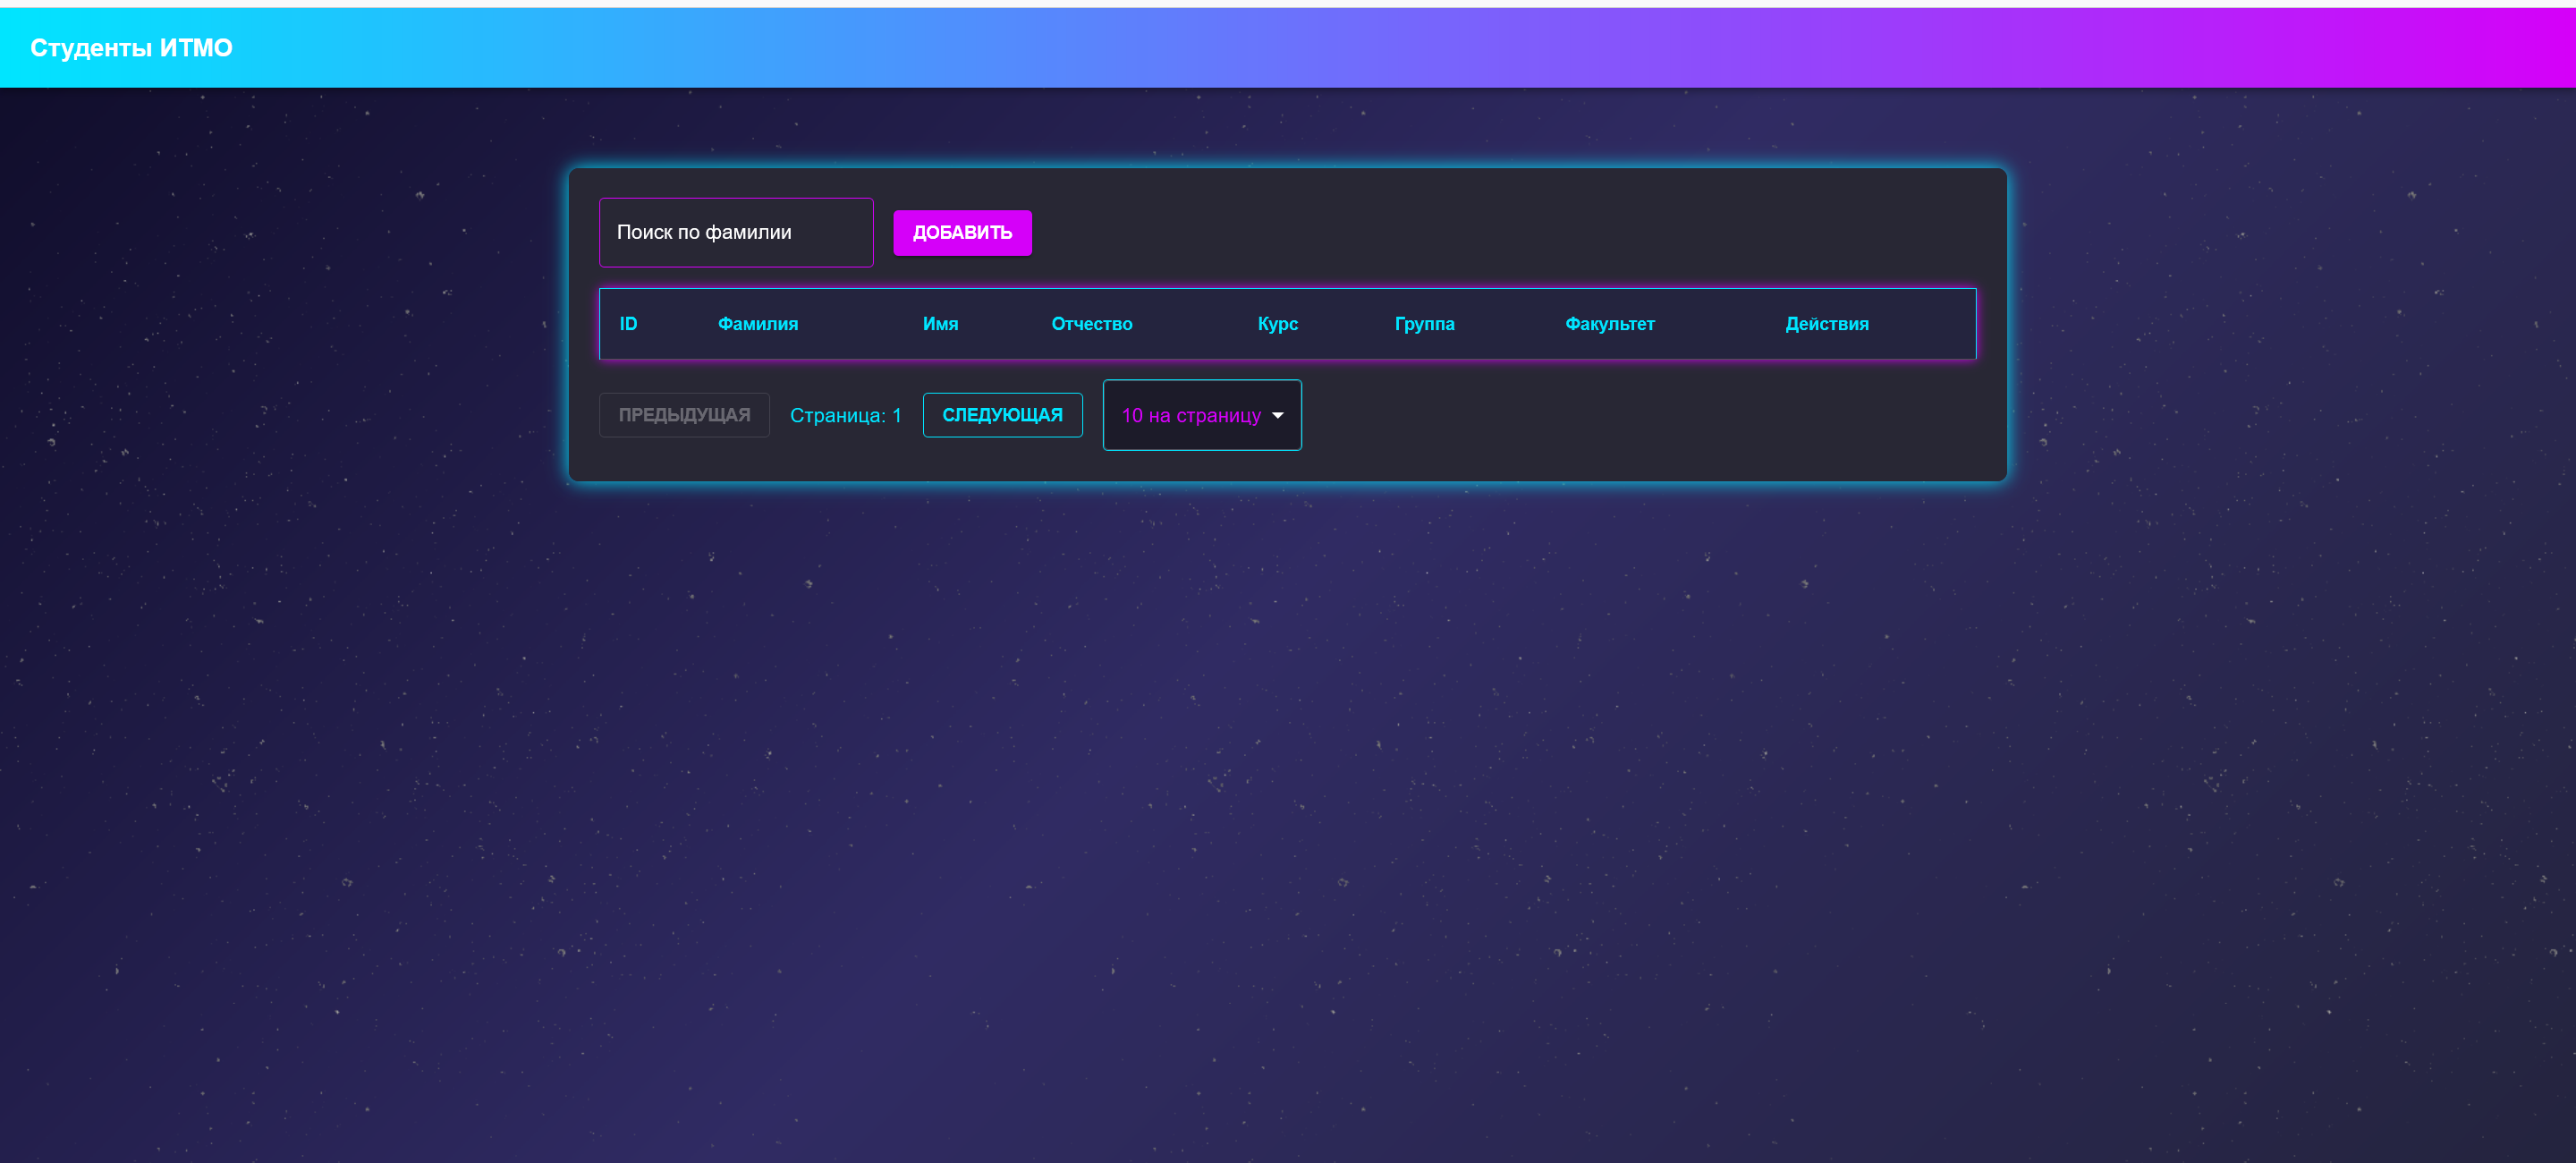 Студенты ИТМО
Поиск по фамилии ДОБАВИТЬ
ID Фамилия Имя Отчество Курс Группа Факультет Действия
ПРЕДЫДУЩАЯ Страница: 1 СЛЕДУЮЩАЯ 10 на страницу